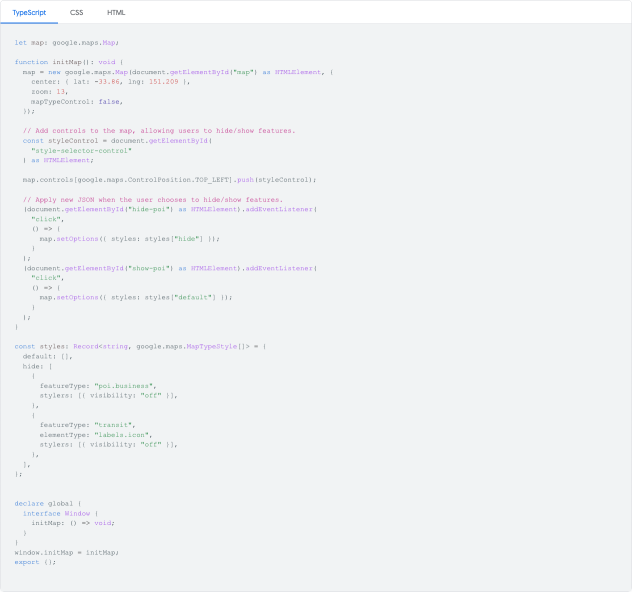 TypeScript CSS HTML
let map: google.maps.Map;
function initMap(): void {
  map = new google.maps.Map(document.getElementById("map") as HTMLElement, {
    center: { lat: -33.86, lng: 151.209 },
    zoom: 13,
    mapTypeControl: false,
  });
  // Add controls to the map, allowing users to hide/show features.
  const styleControl = document.getElementById(
    "style-selector-control"
  ) as HTMLElement;
  map.controls[google.maps.ControlPosition.TOP_LEFT].push(styleControl);
  // Apply new JSON when the user chooses to hide/show features.
  (document.getElementById("hide-poi") as HTMLElement).addEventListener(
    "click",
    () => {
      map.setOptions({ styles: styles["hide"] });
    }
  );
  (document.getElementById("show-poi") as HTMLElement).addEventListener(
    "click",
    () => {
      map.setOptions({ styles: styles["default"] });
    }
  );
}
const styles: Record<string, google.maps.MapTypeStyle[]> = {
  default: [],
  hide: [
    {
      featureType: "poi.business",
      stylers: [{ visibility: "off" }],
    },
    {
      featureType: "transit",
      elementType: "labels.icon",
      stylers: [{ visibility: "off" }],
    },
  ],
};
declare global {
  interface Window {
    initMap: () => void;
  }
}
window.initMap = initMap;
export {};